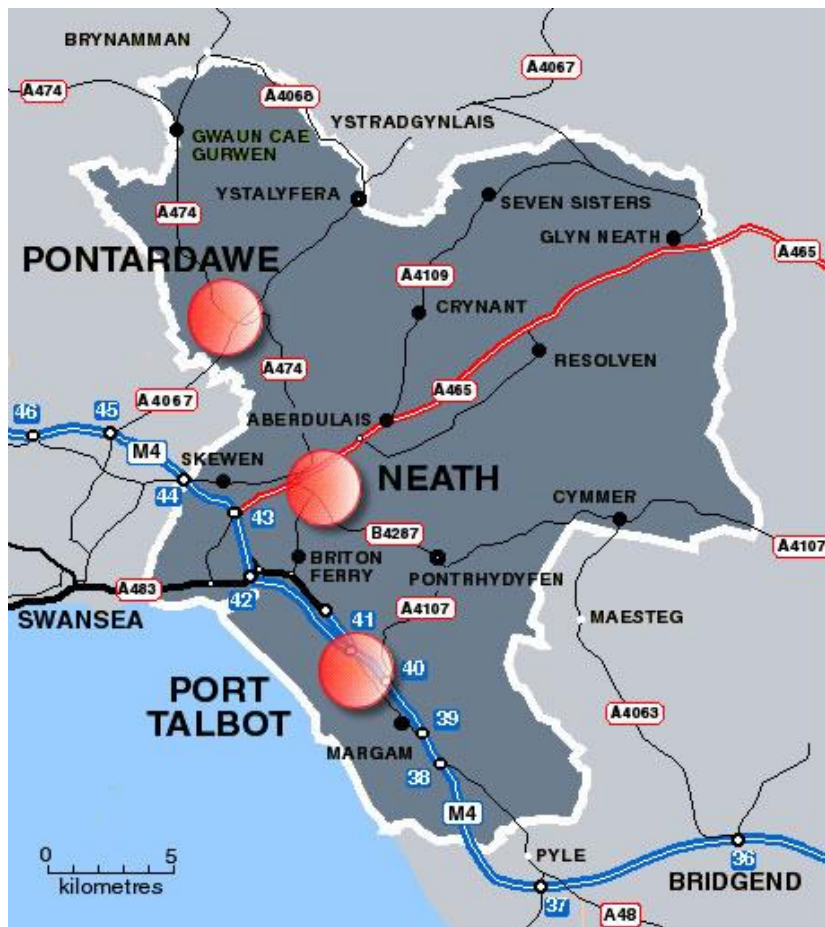 BRYNAMMAN
A474
A4068
A4067
YSTRADGYNLAIS
GWAUN CAE
GURWEN
YSTALYFERA
SEVEN SISTERS
A474
GLYN NEATH
PONTARDAWE
A465
A4109
CRYNANT
A474
RESOLVEN
A4067
A465
46
45
ABERDULAIS
M4
SKEWEN
NEATH
44
CYMMER
43
B4287
A4107
BRITON
FERRY
PONTRHYDYFEN
A483
42
SWANSEA
A4107
MAESTEG
41
40
PORT
TALBOT
A4063
39
MARGAM
38
M4
0 5
kilometres
PYLE
36
BRIDGEND
37
A48